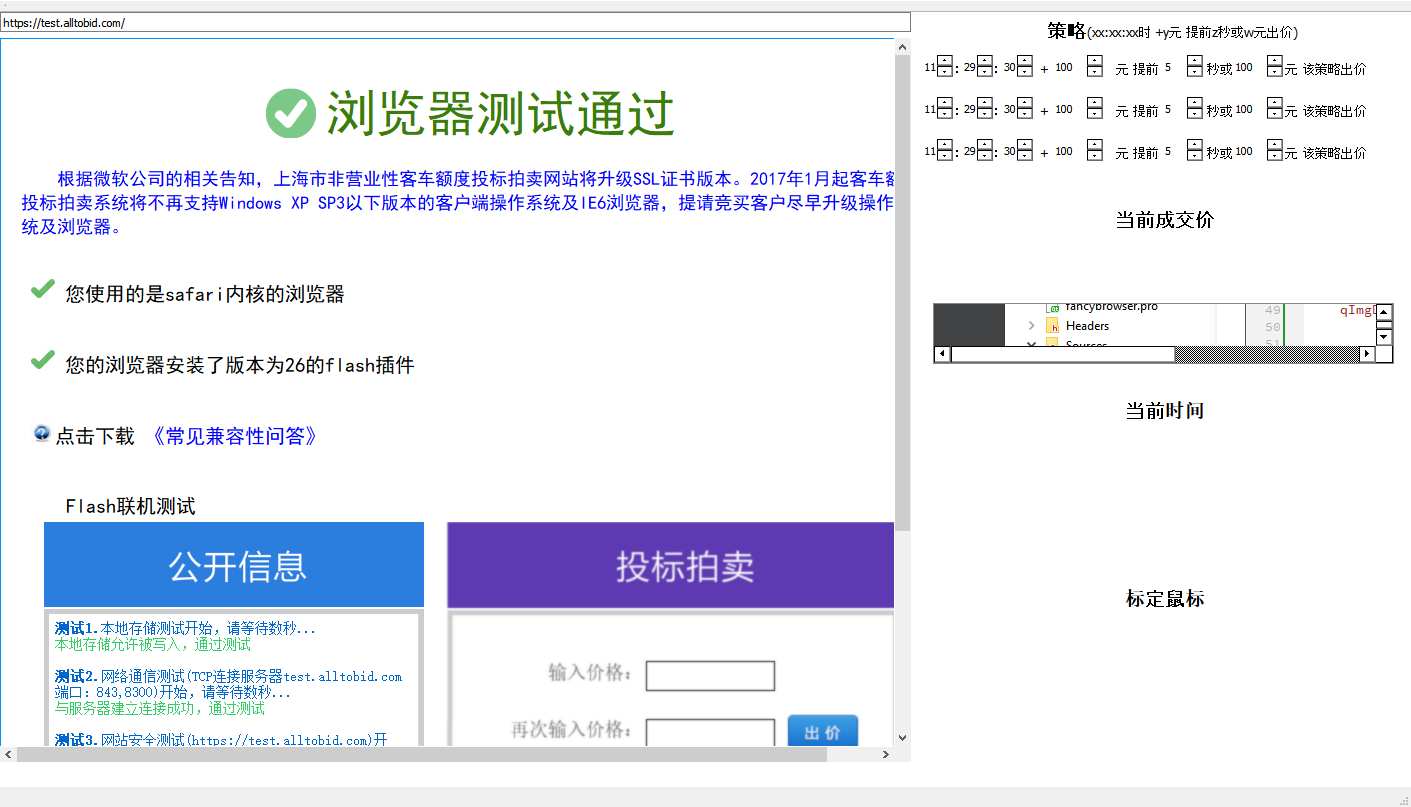 https://test.alltobid.com/
浏览器测试通过
根据微软公司的相关告知，上海市非营业性客车额度投标拍卖网站将升级SSL证书版本。2017年1月起客车额
投标拍卖系统将不再支持Windows XP SP3以下版本的客户端操作系统及IE6浏览器，提请竞买客户尽早升级操作
统及浏览器。
您使用的是safari内核的浏览器
您的浏览器安装了版本为26的flash插件
点击下载 《常见兼容性问答》
Flash联机测试
公开信息
测试1.本地存储测试开始，请等待数秒...
本地存储允许被写入，通过测试
测试2.网络通信测试(TCP连接服务器test.alltobid.com
端口：843,8300)开始，请等待数秒...
与服务器建立连接成功，通过测试
测试3.网站安全测试(https://test.alltobid.com)开
投标拍卖
输入价格：
再次输入价格：
出价
策略(xx:xx:xx时 +y元 提前z秒或w元出价)
11 : 29 : 30 + 100 元 提前 5 秒或 100 元 该策略出价
11 : 29 : 30 + 100 元 提前 5 秒或 100 元 该策略出价
11 : 29 : 30 + 100 元 提前 5 秒或 100 元 该策略出价
当前成交价
fancybrowser.pro
Headers
Sources
49 qImg
50
51
当前时间
标定鼠标